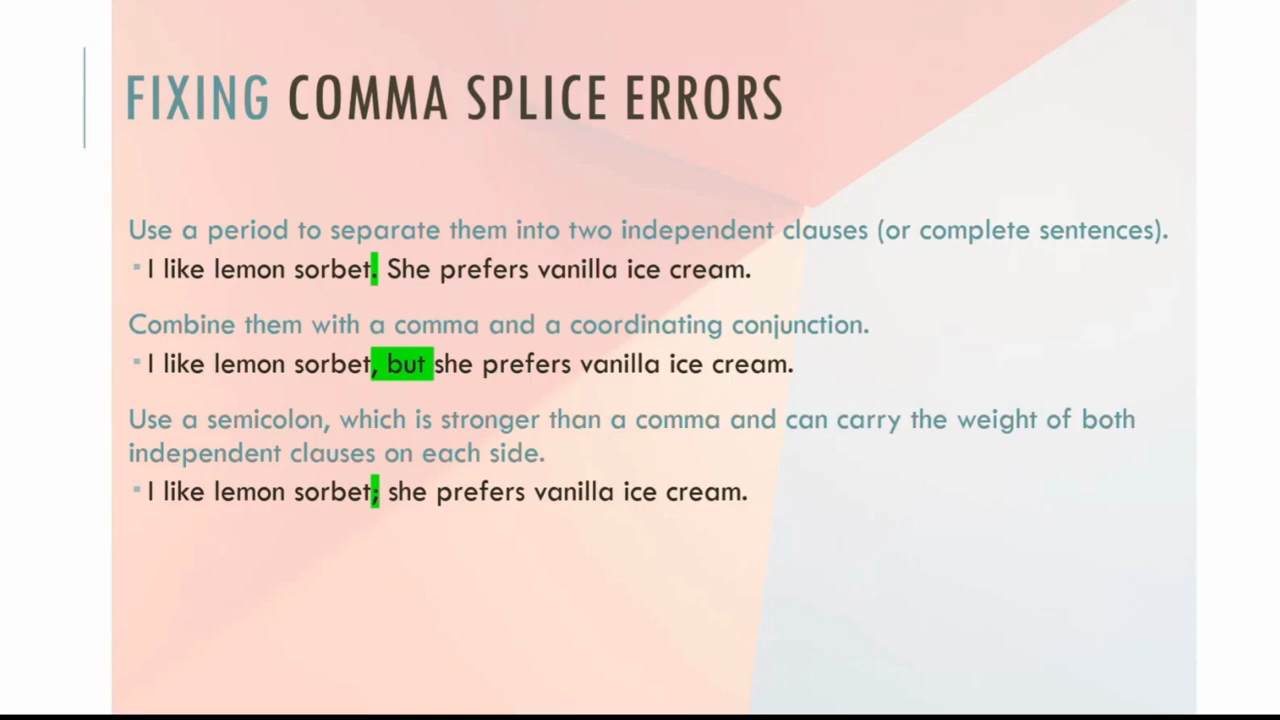 FIXING COMMA SPLICE ERRORS
Use a period to separate them into two independent clauses (or complete sentences).
▪ I like lemon sorbet. She prefers vanilla ice cream.
Combine them with a comma and a coordinating conjunction.
▪ I like lemon sorbet, but she prefers vanilla ice cream.
Use a semicolon, which is stronger than a comma and can carry the weight of both
independent clauses on each side.
▪ I like lemon sorbet; she prefers vanilla ice cream.